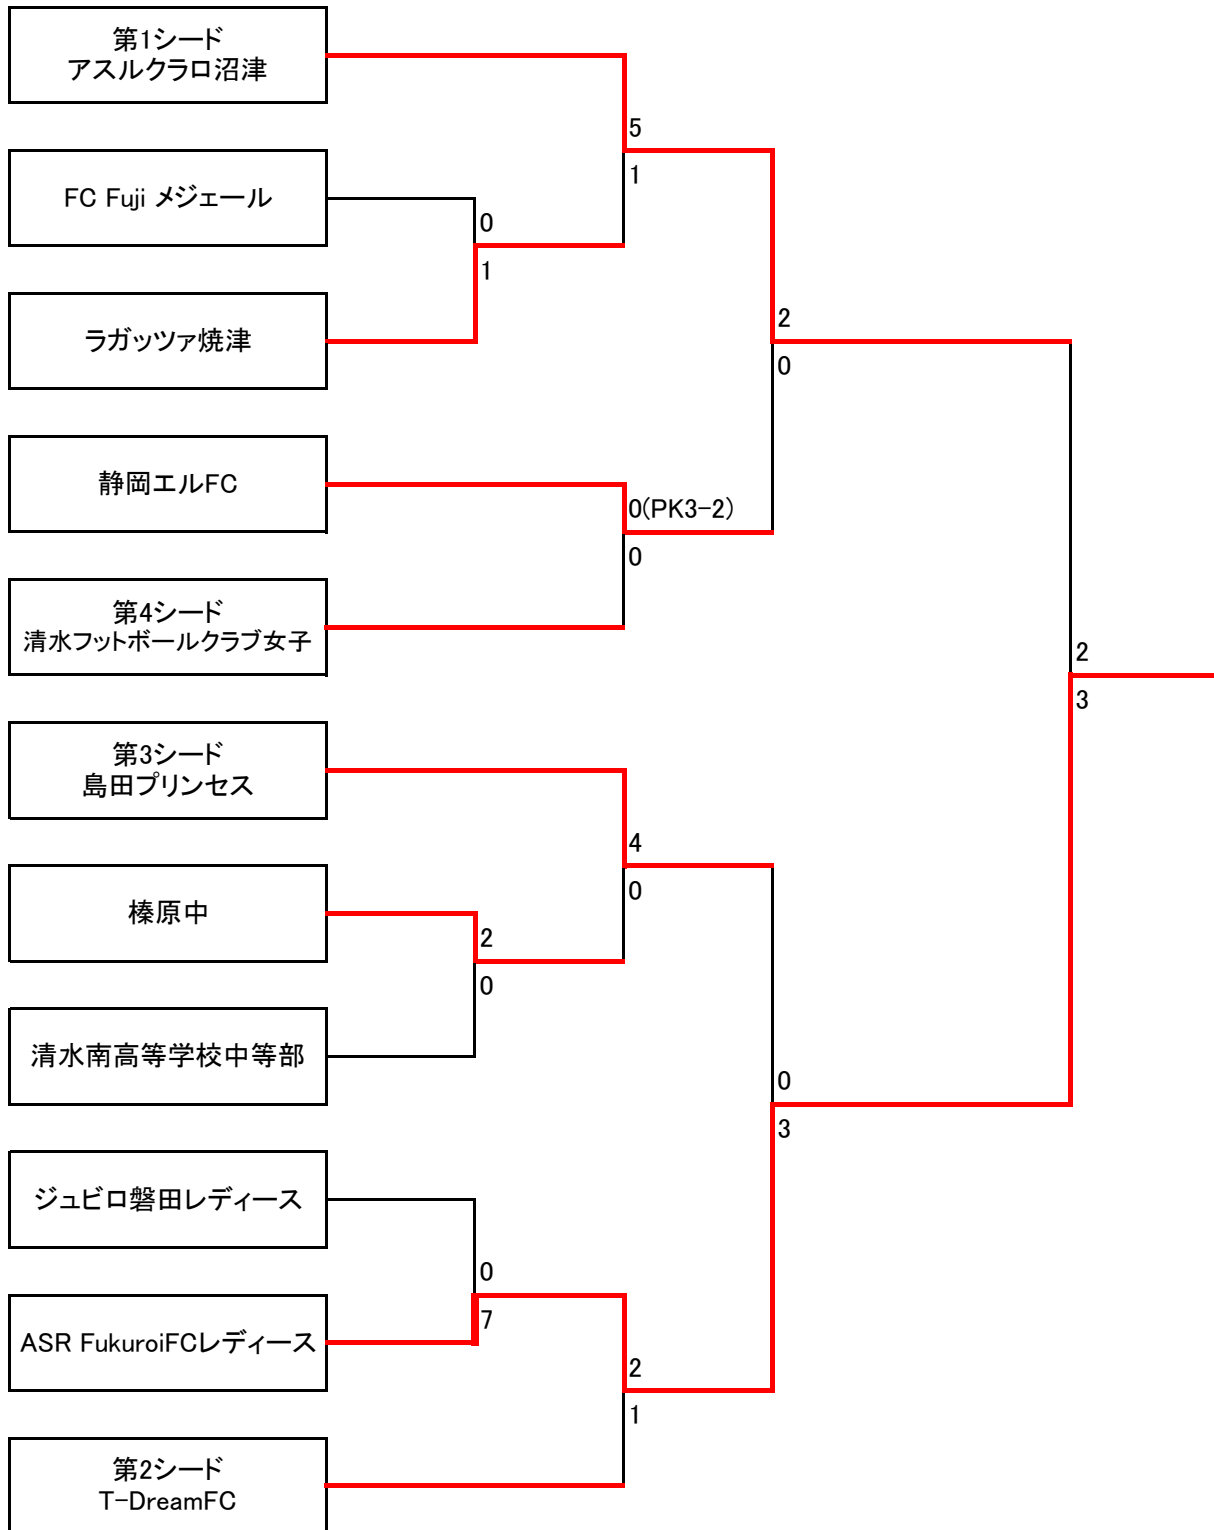 第1シード
アスルクラロ沼津
5
1
FC Fuji メジェール
0
1
ラガッツァ焼津
2
0
静岡エルFC
0(PK3-2)
0
第4シード
清水フットボールクラブ女子
2
3
第3シード
島田プリンセス
4
0
榛原中
2
0
清水南高等学校中等部
0
3
ジュビロ磐田レディース
0
7
ASR FukuroiFCレディース
2
1
第2シード
T-DreamFC